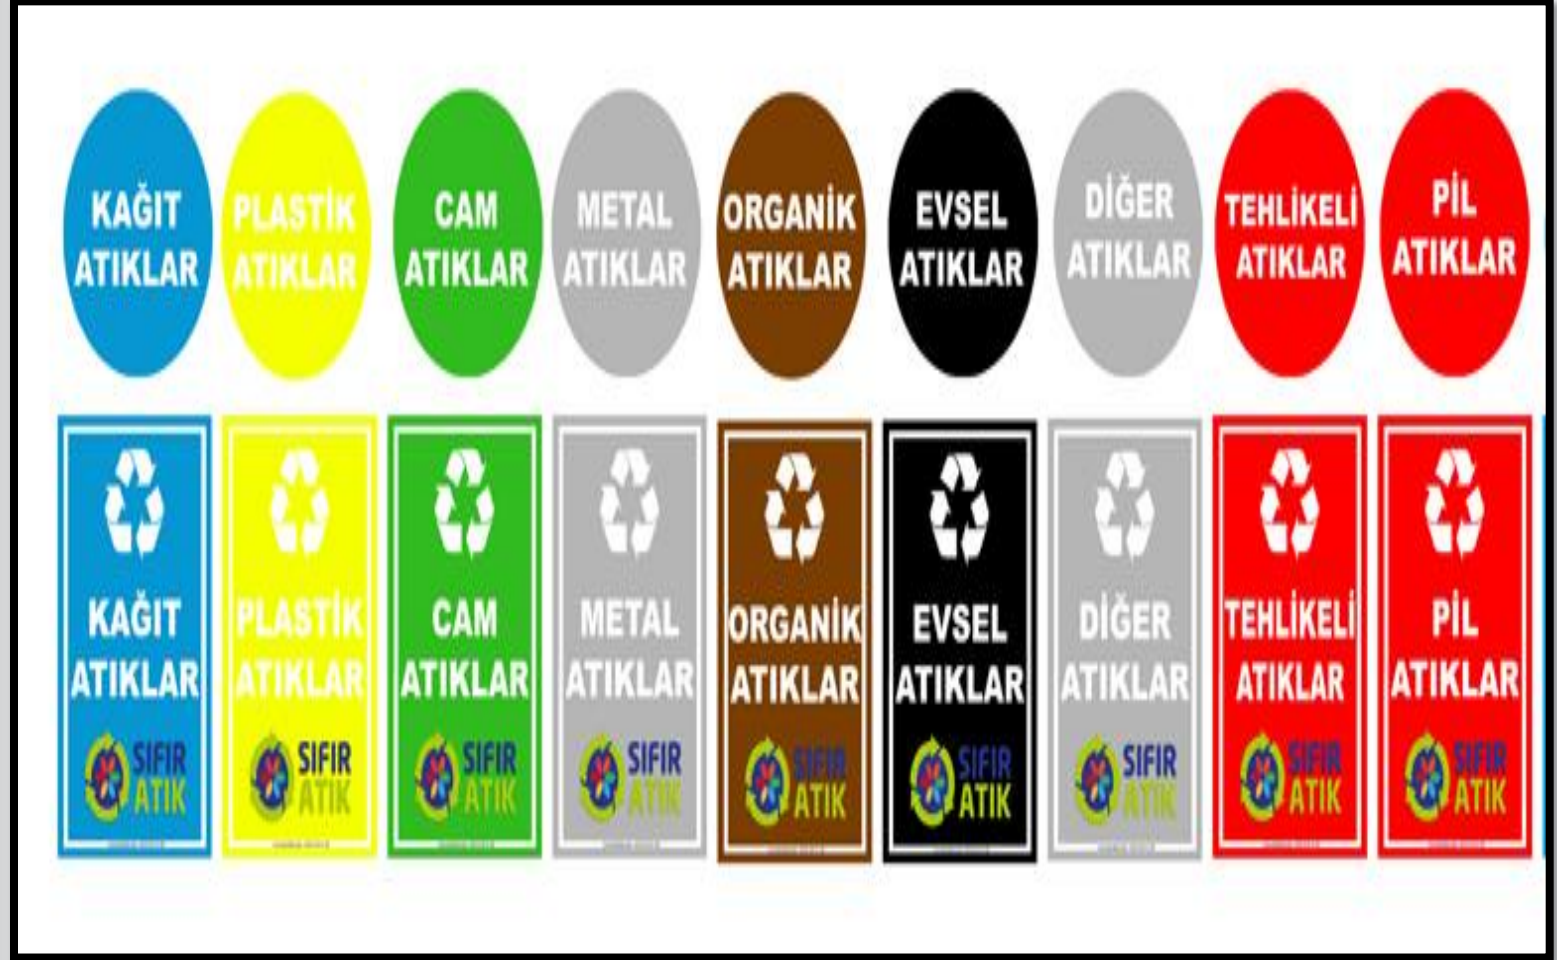 KAĞIT
ATIKLAR
PLASTİK
ATIKLAR
CAM
ATIKLAR
METAL
ATIKLAR
ORGANİK
ATIKLAR
EVSEL
ATIKLAR
DİĞER
ATIKLAR
TEHLİKELİ
ATIKLAR
PİL
ATIKLAR
KAĞIT
ATIKLAR
SIFIR
ATIK
PLASTİK
ATIKLAR
SIFIR
ATIK
CAM
ATIKLAR
SIFIR
ATIK
METAL
ATIKLAR
SIFIR
ATIK
ORGANİK
ATIKLAR
SIFIR
ATIK
EVSEL
ATIKLAR
SIFIR
ATIK
DİĞER
ATIKLAR
SIFIR
ATIK
TEHLİKELİ
ATIKLAR
SIFIR
ATIK
PİL
ATIKLAR
SIFIR
ATIK